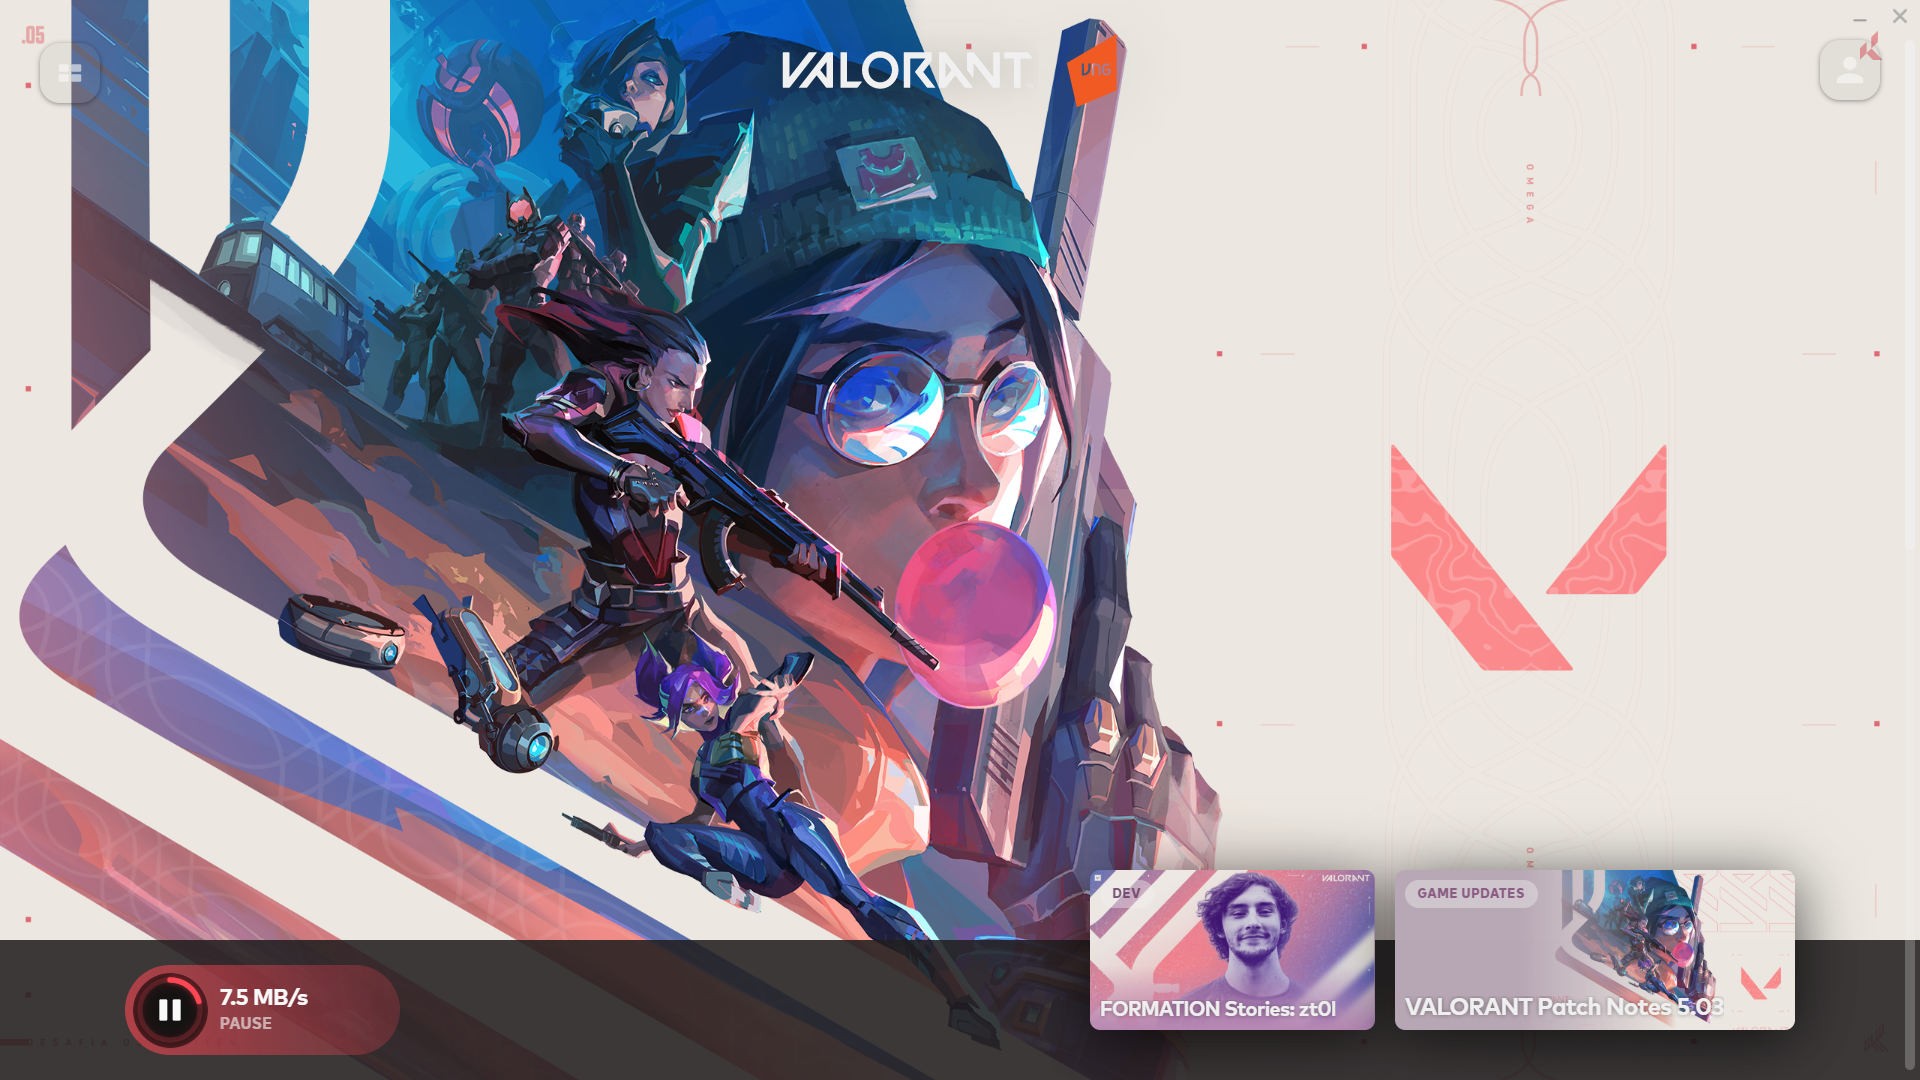 .05
VALORANT
VNG
OMEGA
DEV
VALORANT
FORMATION Stories: zt0l
GAME UPDATES
VALORANT Patch Notes 5.03
7.5 MB/s
PAUSE